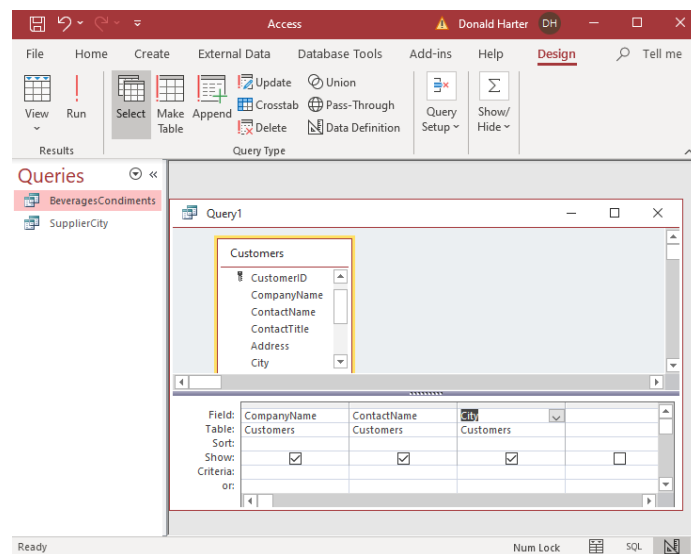 Access
Donald Harter DH
File Home Create External Data Database Tools Add-ins Help Design Tell me
View Run Select Make Table Append
Update Union
Crosstab Pass-Through
Delete Data Definition
Query Setup Show/ Hide
Results Query Type
Queries
BeveragesCondiments
SupplierCity
Query1
Customers
CustomerID
CompanyName
ContactName
ContactTitle
Address
City
Field: CompanyName ContactName City
Table: Customers Customers Customers
Sort:
Show:
Criteria:
or:
Ready Num Lock SQL